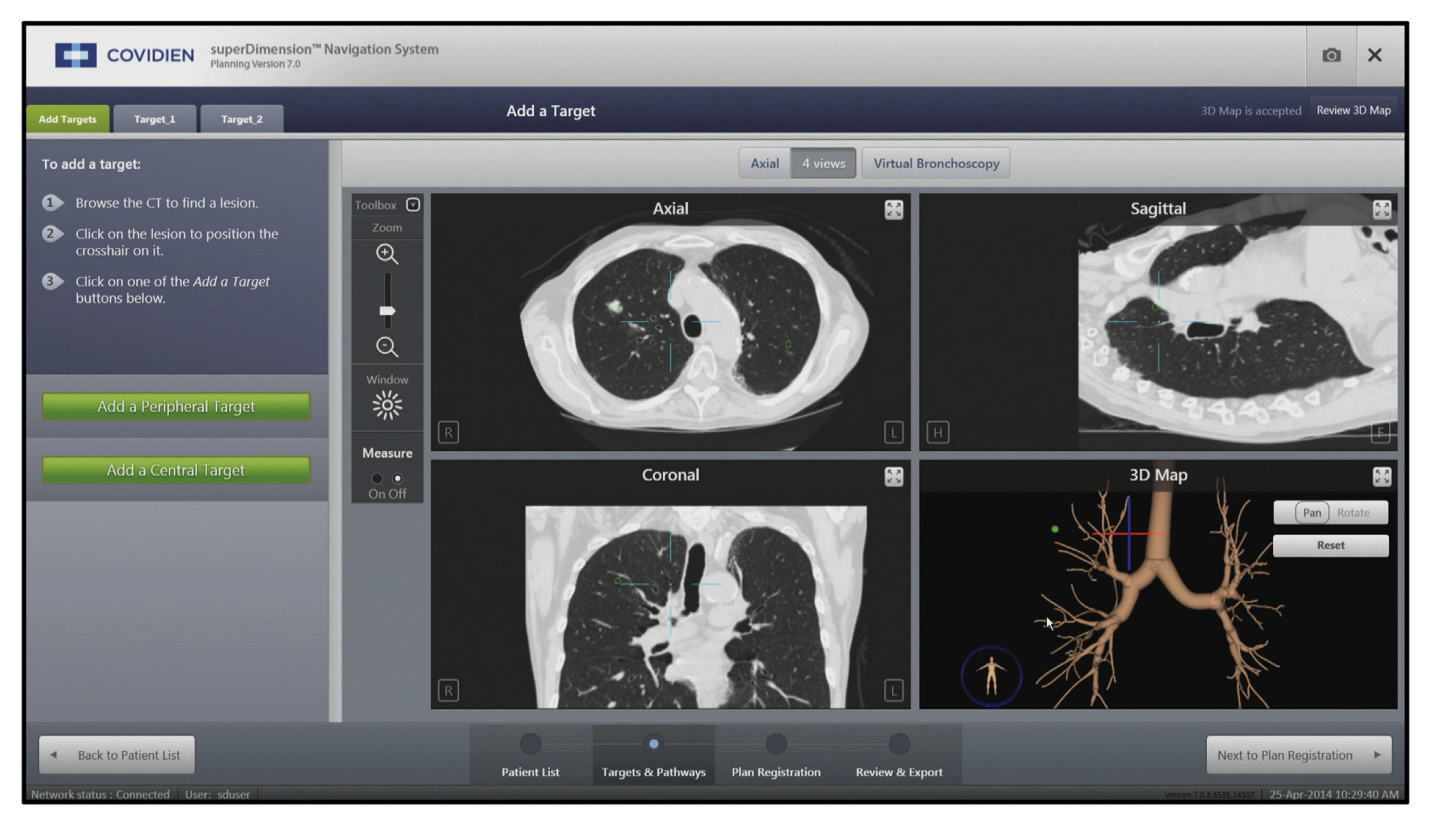 COVIDIEN
superDimension™ Navigation System
Planning Version 7.0
Add Targets
Target_1
Target_2
Add a Target
3D Map is accepted
Review 3D Map
To add a target:
1 Browse the CT to find a lesion.
2 Click on the lesion to position the
crosshair on it.
3 Click on one of the Add a Target
buttons below.
Add a Peripheral Target
Add a Central Target
Axial
4 views
Virtual Bronchoscopy
Toolbox
Zoom
Window
Measure
On Off
Axial
R
L
Sagittal
H
F
Coronal
R
L
3D Map
Pan
Rotate
Reset
Back to Patient List
Patient List
Targets & Pathways
Plan Registration
Review & Export
Next to Plan Registration
Network status : Connected
User: sduser
25-Apr-2014 10:29:40 AM